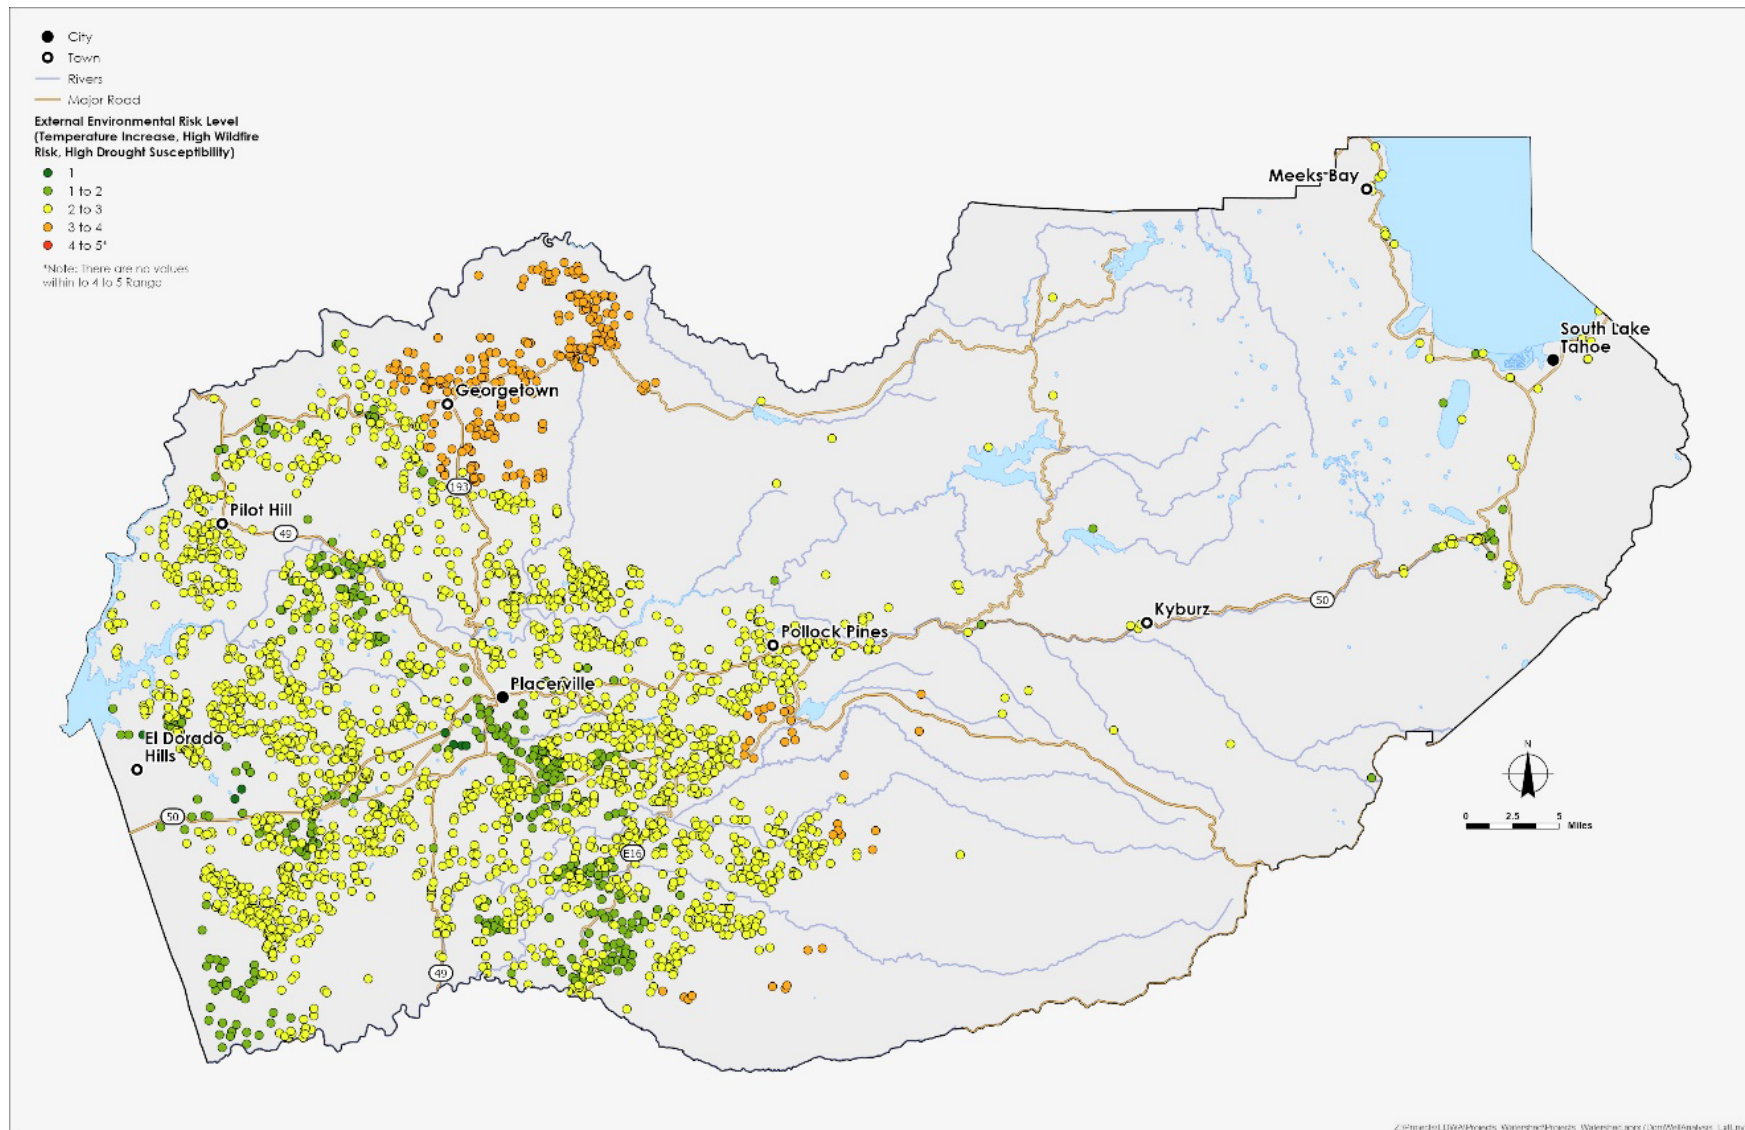 City
Town
Rivers
Major Road
External Environmental Risk Level
(Temperature Increase, High Wildfire
Risk, High Drought Susceptibility)
1
1 to 2
2 to 3
3 to 4
4 to 5*
*Note: There are no values
within to 4 to 5 Range
Meeks Bay
South Lake
Tahoe
Georgetown
193
Pilot Hill
49
Kyburz
50
Pollock Pines
Placerville
El Dorado
Hills
50
E16
49
N
0 2.5 5
Miles